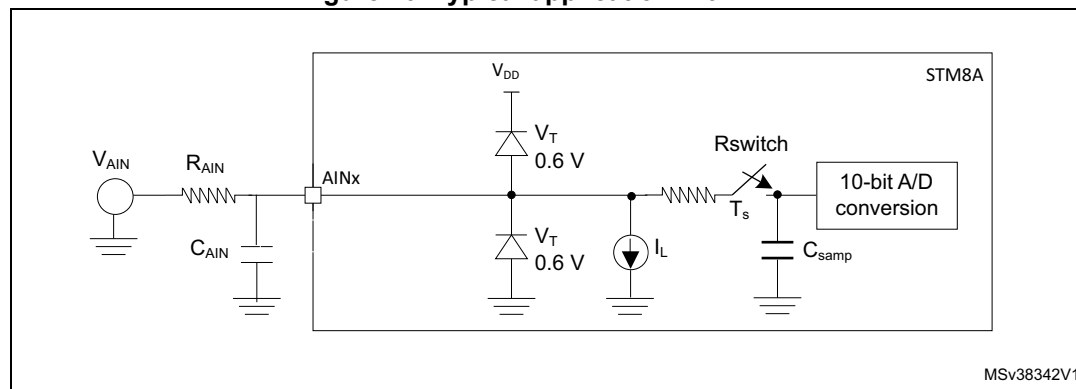 STM8A
V_DD
V_T
0.6 V
Rswitch
V_AIN
R_AIN
AINx
10-bit A/D
conversion
T_s
C_AIN
V_T
0.6 V
I_L
C_samp
MSv38342V1